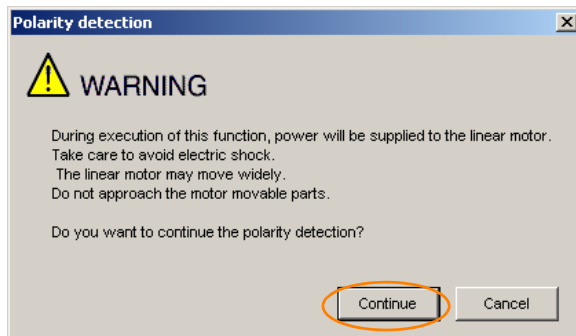 Polarity detection
WARNING
During execution of this function, power will be supplied to the linear motor.
Take care to avoid electric shock.
The linear motor may move widely.
Do not approach the motor movable parts.
Do you want to continue the polarity detection?
Continue
Cancel